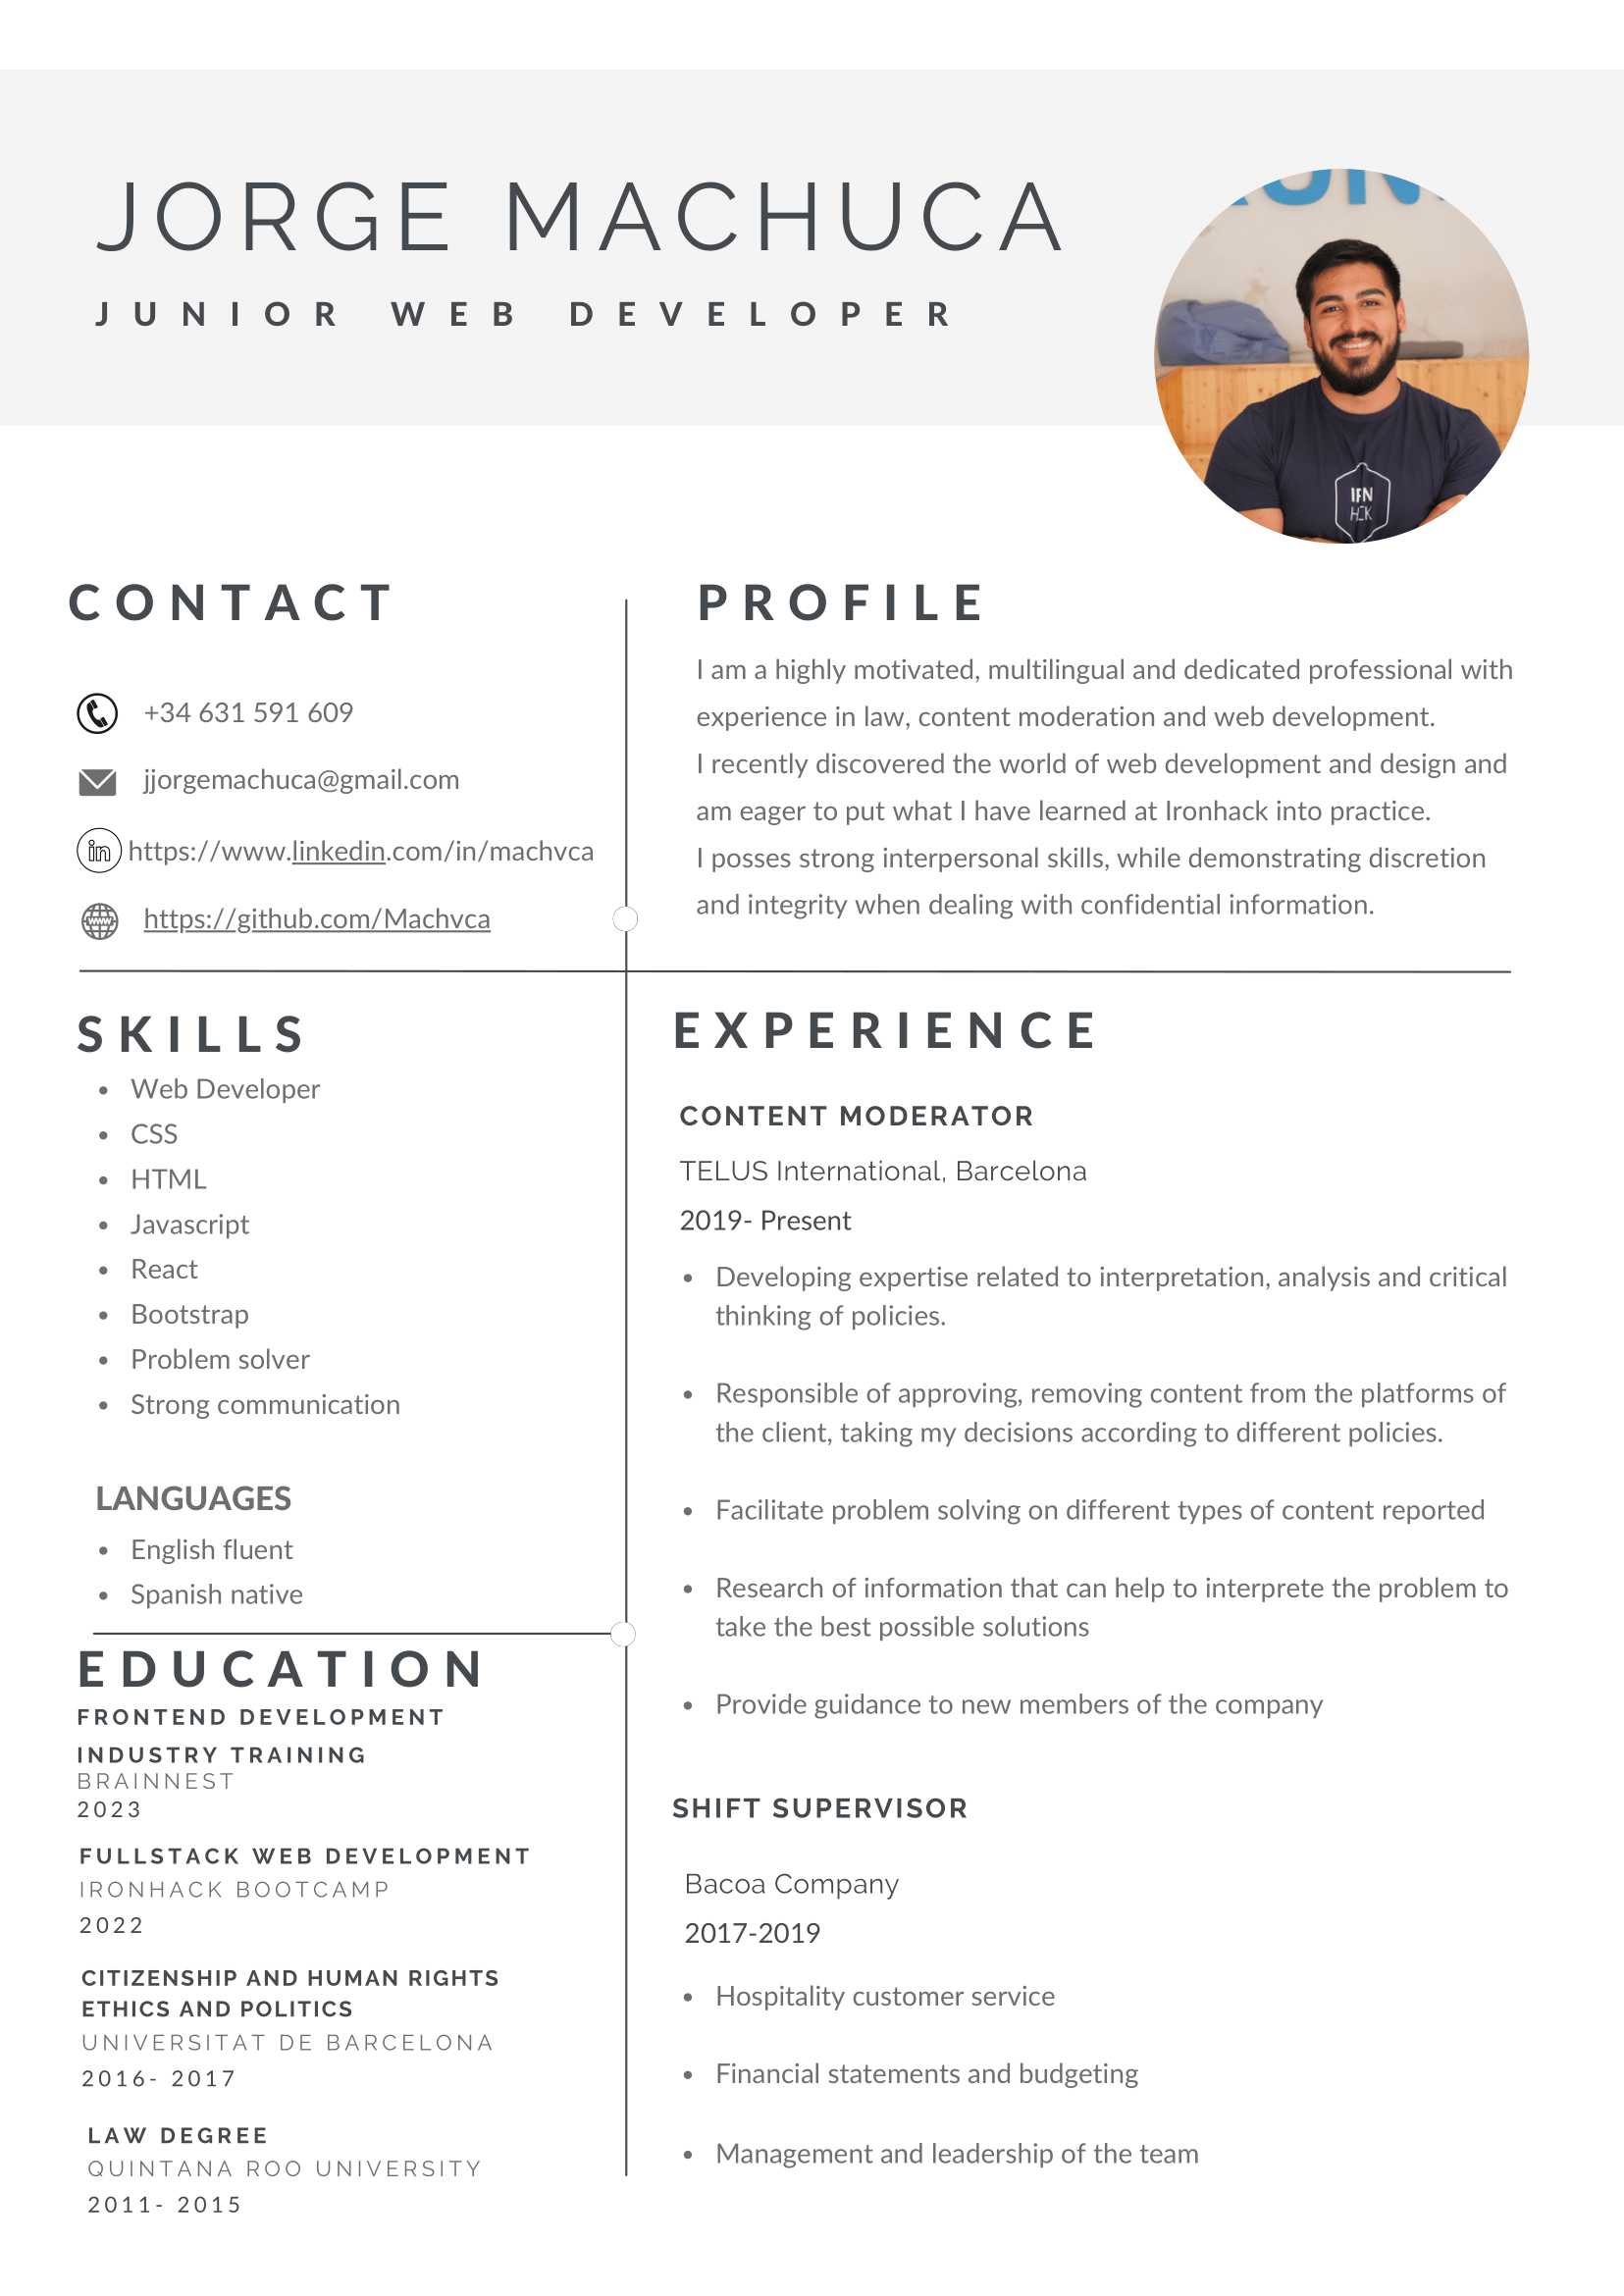 JORGE MACHUCA
JUNIOR WEB DEVELOPER
IRN
HCK
CONTACT
+34 631 591 609
jjorgemachuca@gmail.com
in https://www.linkedin.com/in/machvca
www https://github.com/Machvca
PROFILE
I am a highly motivated, multilingual and dedicated professional with
experience in law, content moderation and web development.
I recently discovered the world of web development and design and
am eager to put what I have learned at Ironhack into practice.
I posses strong interpersonal skills, while demonstrating discretion
and integrity when dealing with confidential information.
SKILLS
• Web Developer
• CSS
• HTML
• Javascript
• React
• Bootstrap
• Problem solver
• Strong communication
LANGUAGES
• English fluent
• Spanish native
EDUCATION
FRONTEND DEVELOPMENT
INDUSTRY TRAINING
BRAINNEST
2023
FULLSTACK WEB DEVELOPMENT
IRONHACK BOOTCAMP
2022
CITIZENSHIP AND HUMAN RIGHTS
ETHICS AND POLITICS
UNIVERSITAT DE BARCELONA
2016- 2017
LAW DEGREE
QUINTANA ROO UNIVERSITY
2011- 2015
EXPERIENCE
CONTENT MODERATOR
TELUS International, Barcelona
2019- Present
• Developing expertise related to interpretation, analysis and critical
thinking of policies.
• Responsible of approving, removing content from the platforms of
the client, taking my decisions according to different policies.
• Facilitate problem solving on different types of content reported
• Research of information that can help to interprete the problem to
take the best possible solutions
• Provide guidance to new members of the company
SHIFT SUPERVISOR
Bacoa Company
2017-2019
• Hospitality customer service
• Financial statements and budgeting
• Management and leadership of the team